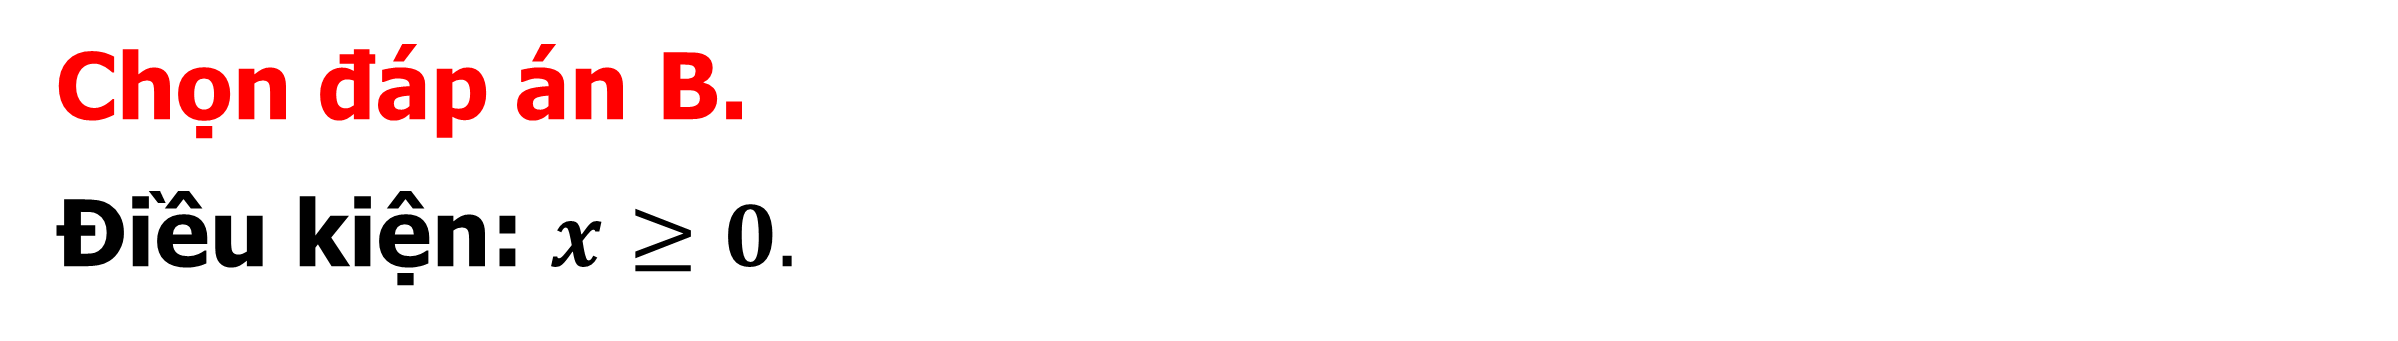 Chọn đáp án B.
Điều kiện: x ≥ 0.